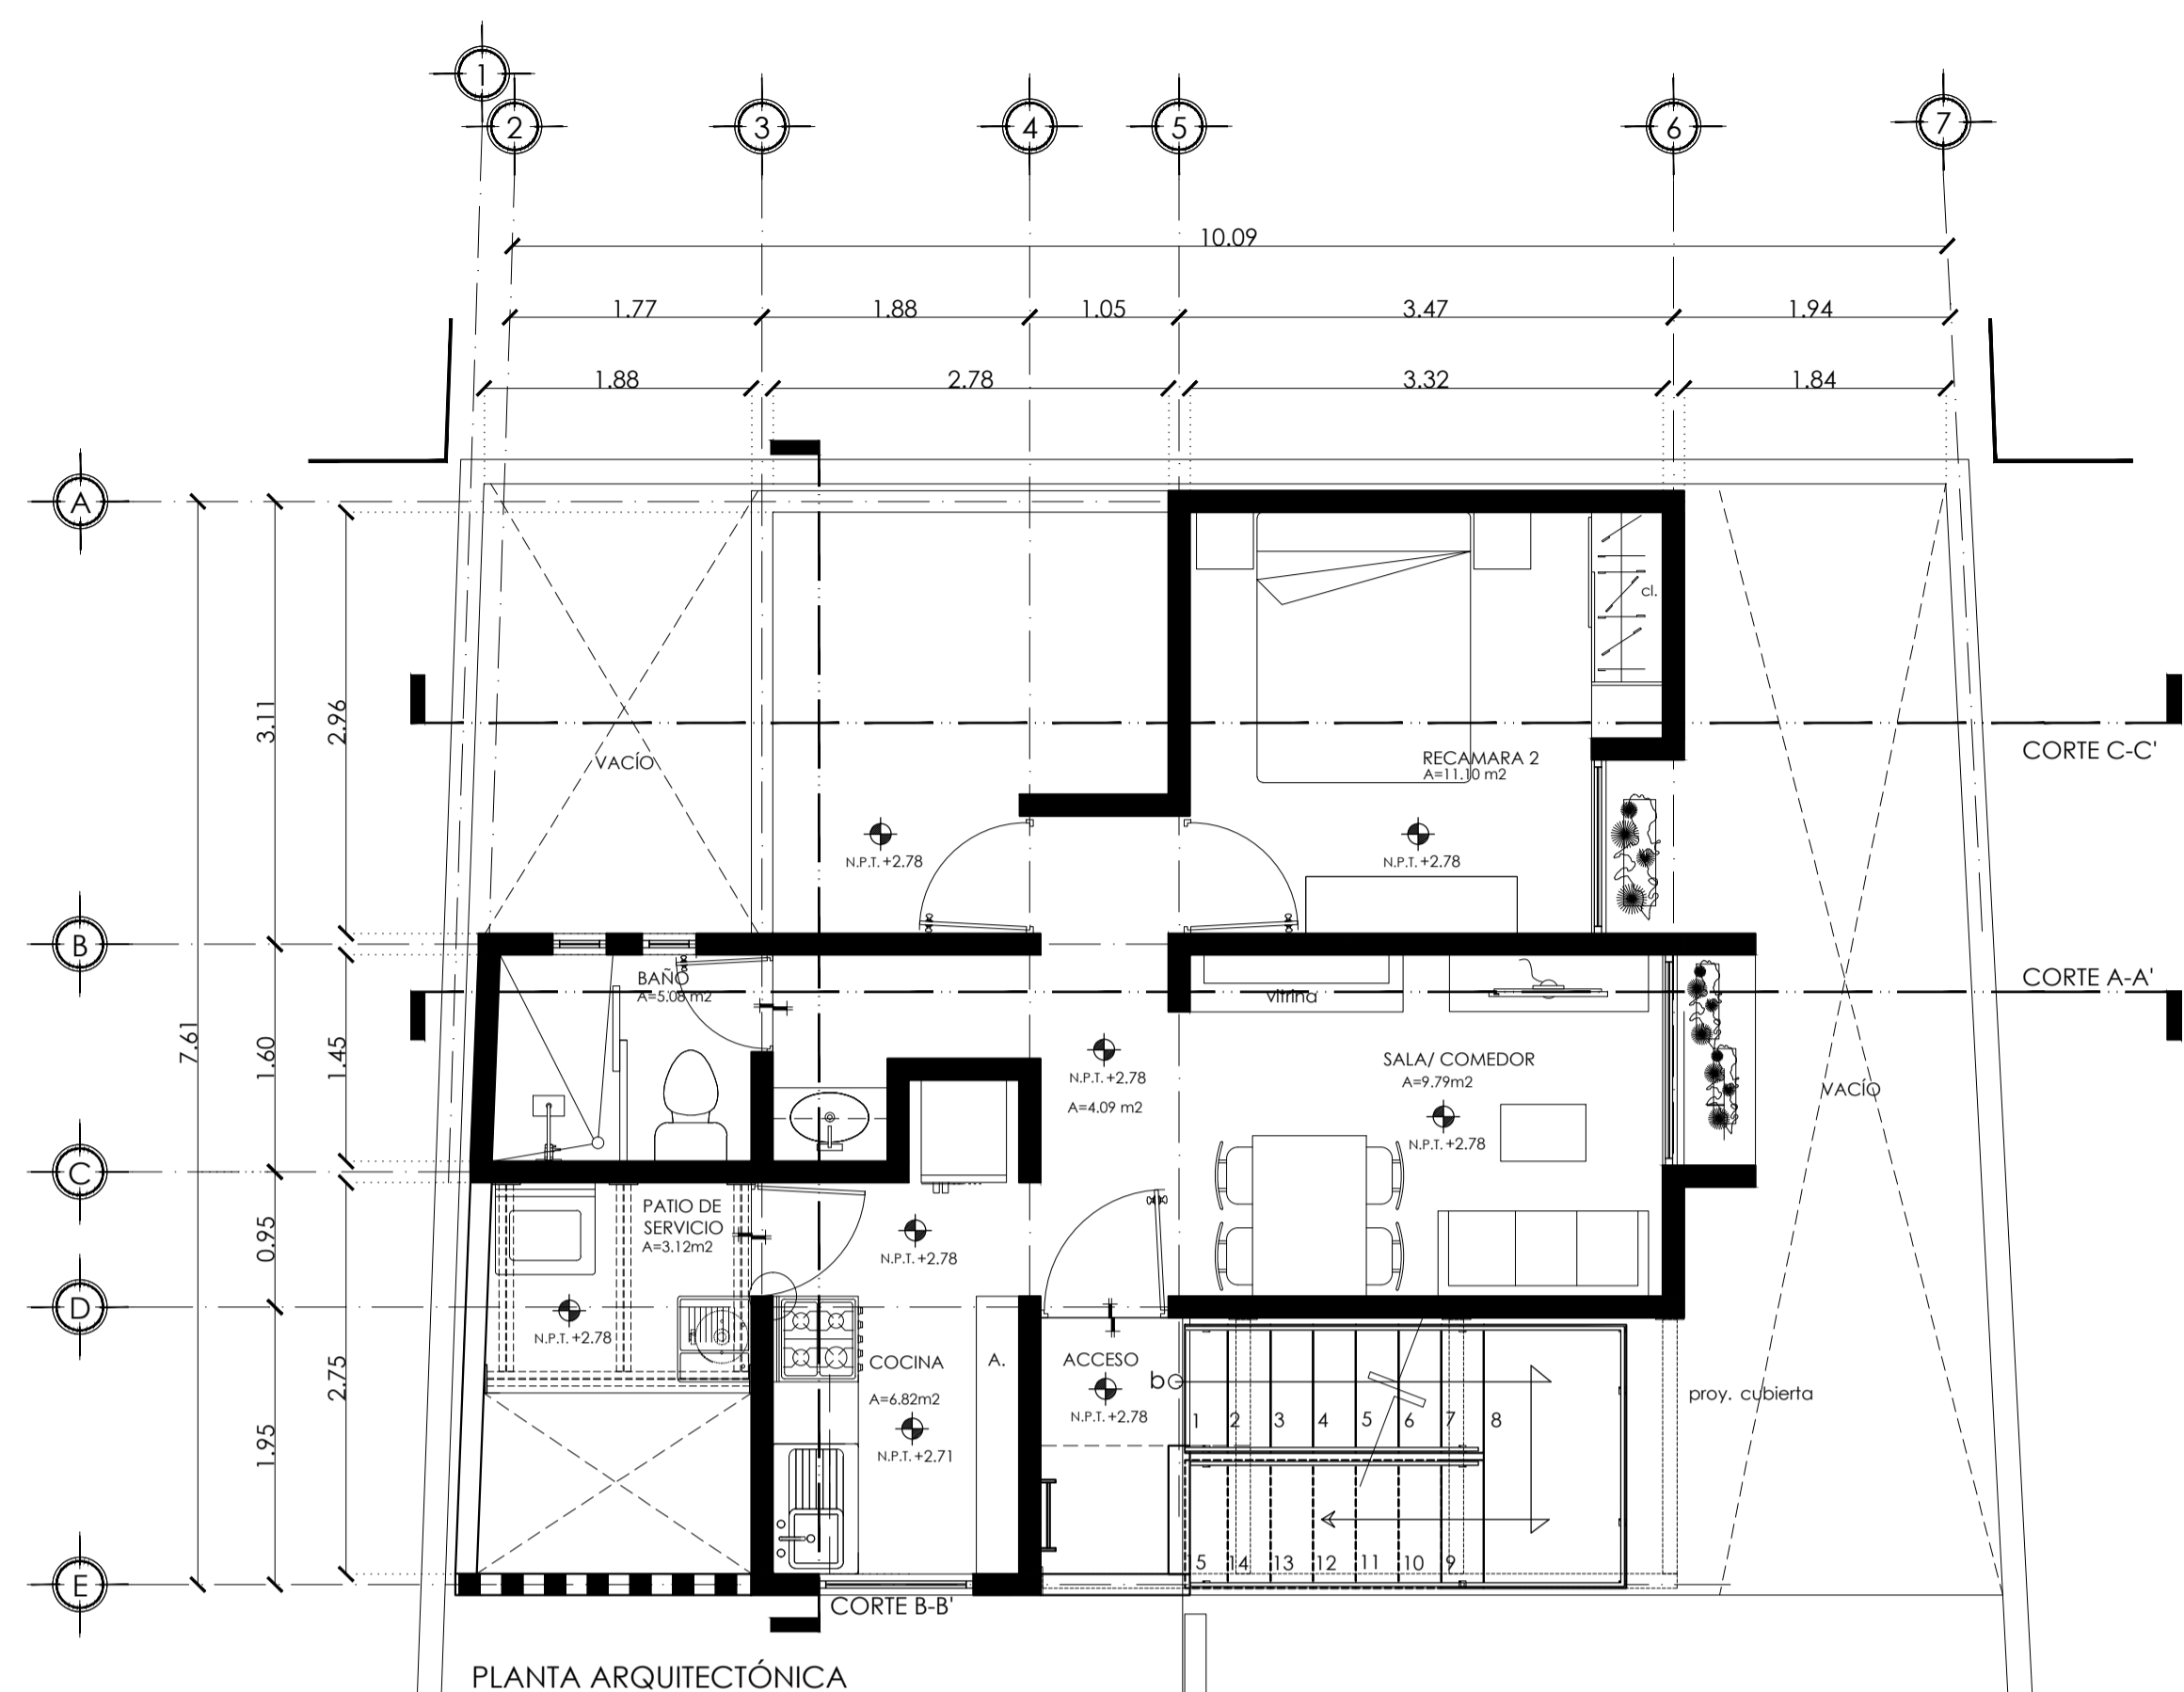 1
2
3
4
5
6
7
10.09
1.77
1.88
1.05
3.47
1.94
1.88
2.78
3.32
1.84
A
cl.
3.11
2.96
VACÍO
RECAMARA 2
A=11.10 m2
CORTE C-C'
N.P.T. +2.78
N.P.T. +2.78
B
BAÑO
A=5.08 m2
vitrina
CORTE A-A'
7.61
1.60
1.45
N.P.T. +2.78
A=4.09 m2
SALA/ COMEDOR
A=9.79m2
N.P.T. +2.78
VACÍO
C
PATIO DE
SERVICIO
A=3.12m2
0.95
N.P.T. +2.78
D
N.P.T. +2.78
COCINA
A=6.82m2
N.P.T. +2.71
A.
ACCESO
N.P.T. +2.78
b
2.75
1.95
proy. cubierta
1 2 3 4 5 6 7 8
5 14 13 12 11 10 9
E
CORTE B-B'
PLANTA ARQUITECTÓNICA